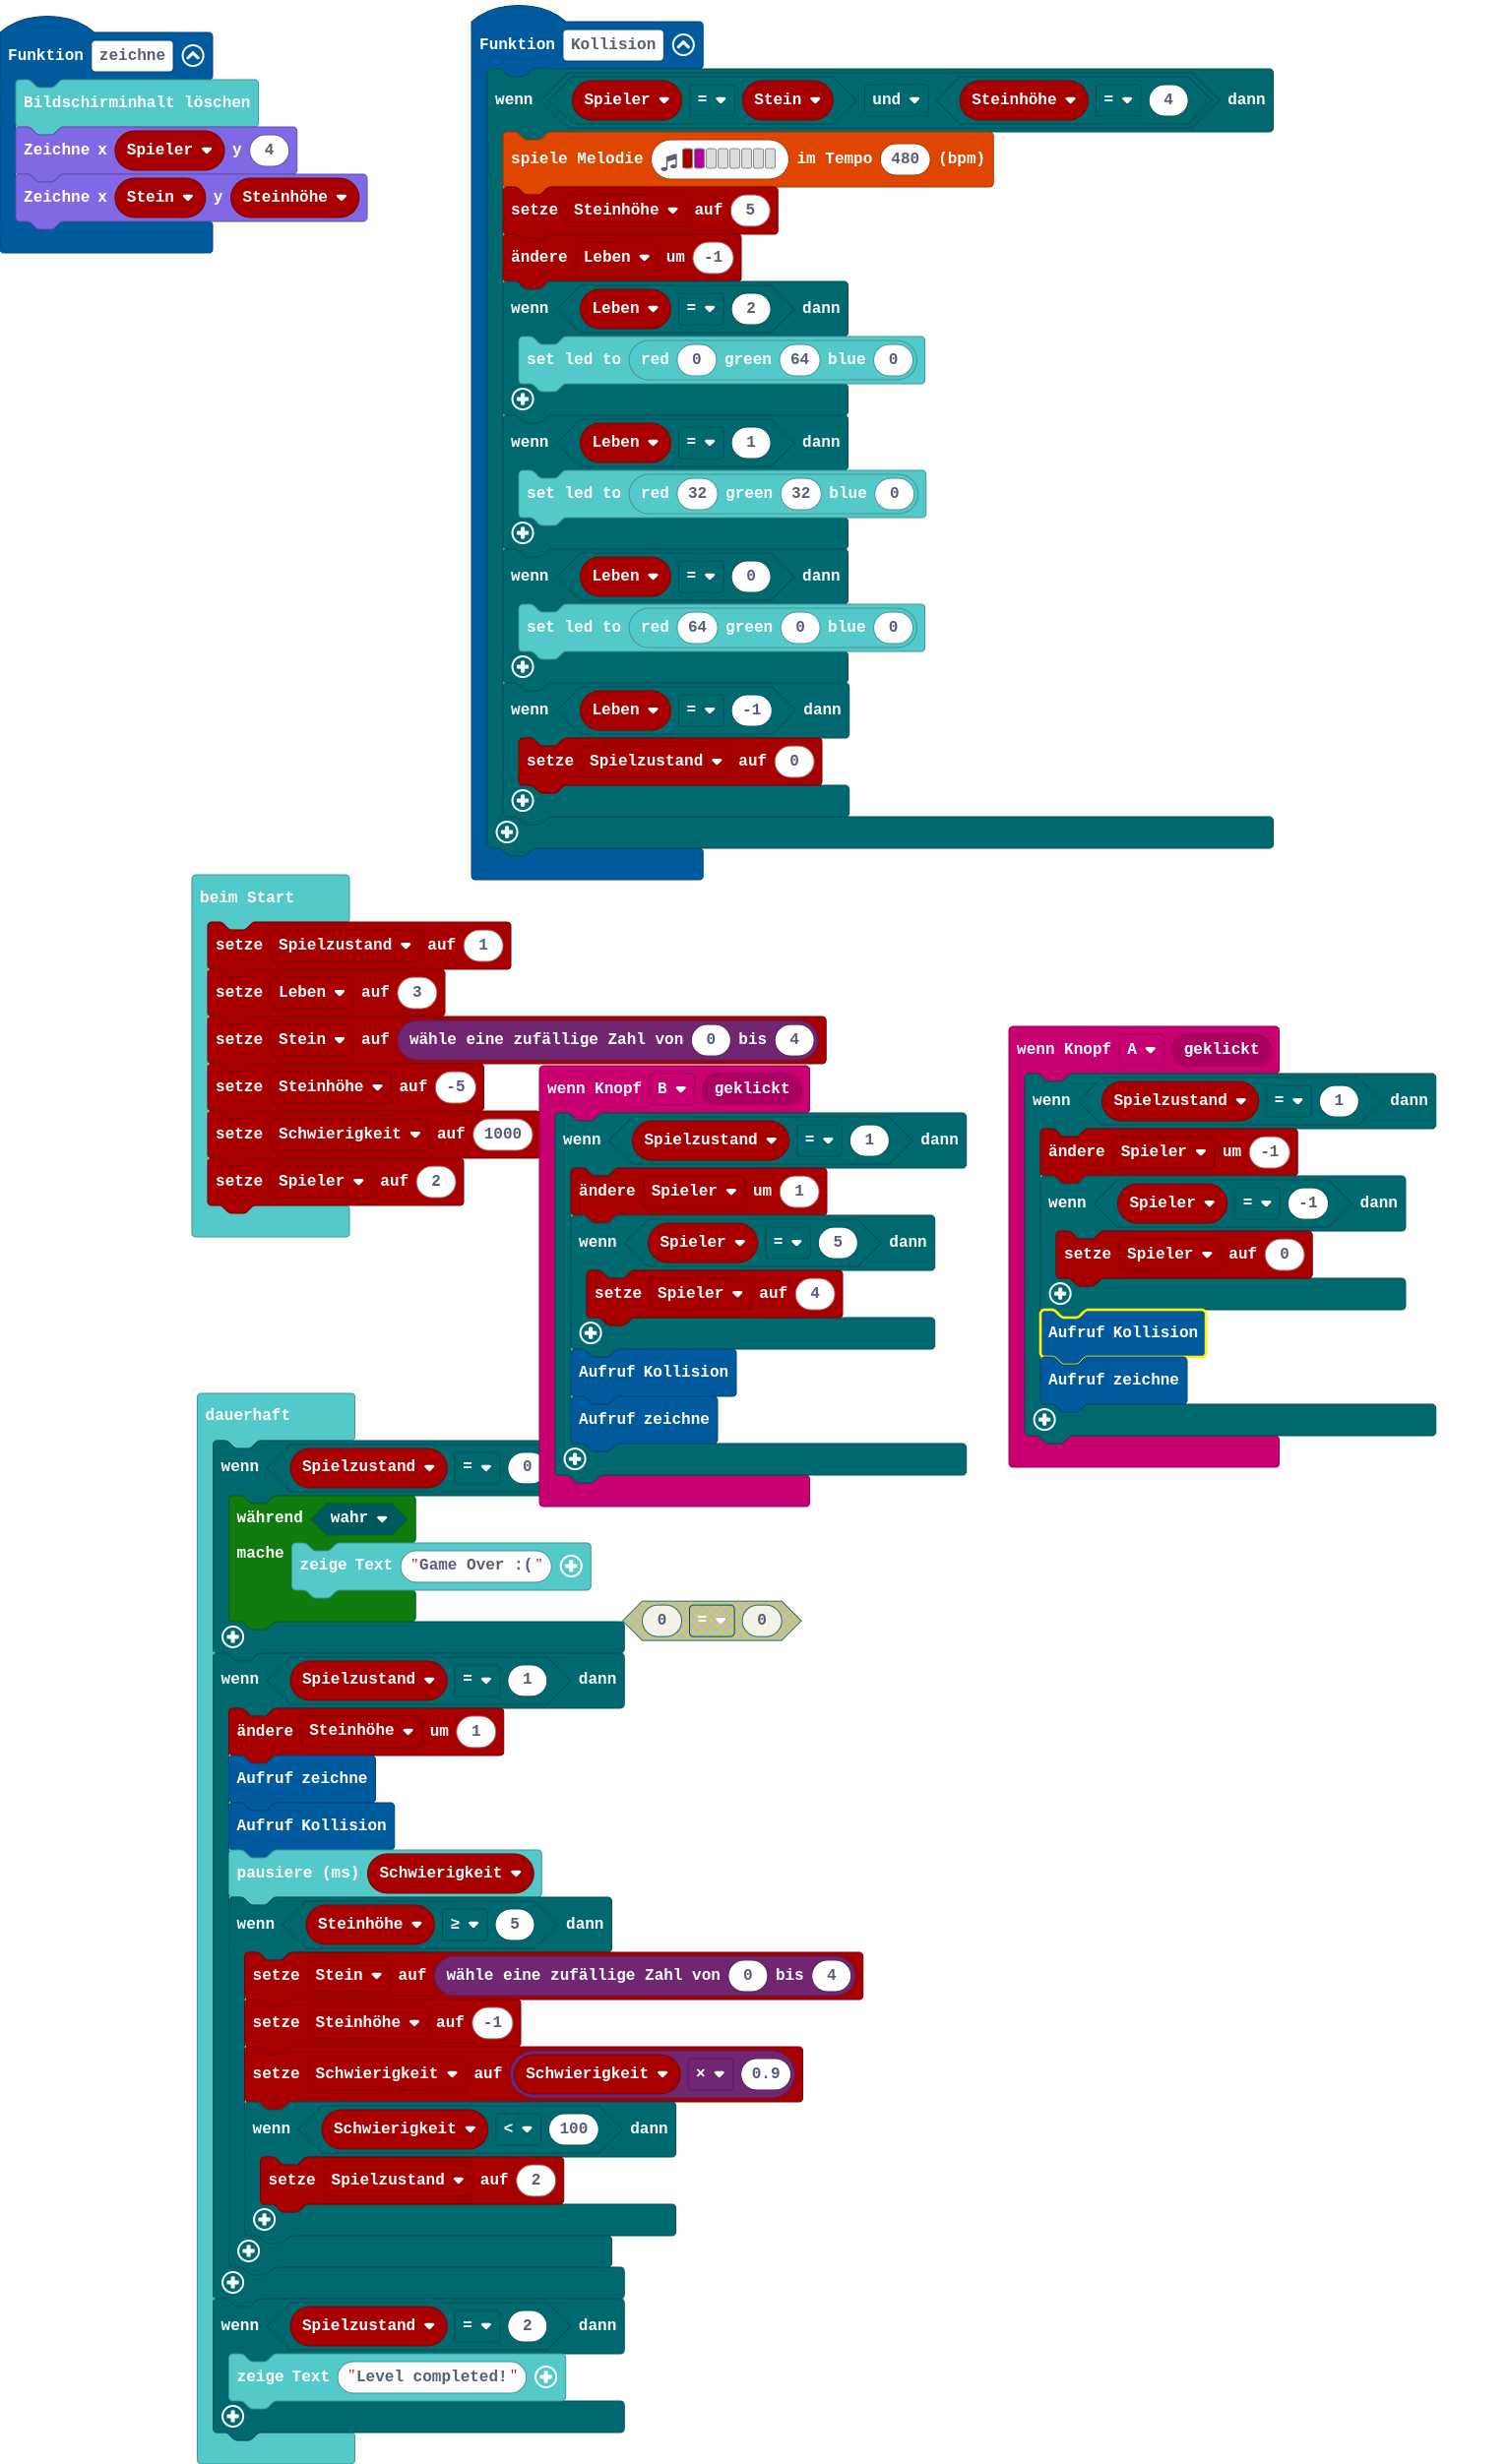 Funktion zeichne
Bildschirminhalt löschen
Zeichne x Spieler y 4
Zeichne x Stein y Steinhöhe
Funktion Kollision
wenn Spieler = Stein und Steinhöhe = 4 dann
spiele Melodie im Tempo 480 (bpm)
setze Steinhöhe auf 5
ändere Leben um -1
wenn Leben = 2 dann
set led to red 0 green 64 blue 0
wenn Leben = 1 dann
set led to red 32 green 32 blue 0
wenn Leben = 0 dann
set led to red 64 green 0 blue 0
wenn Leben = -1 dann
setze Spielzustand auf 0
beim Start
setze Spielzustand auf 1
setze Leben auf 3
setze Stein auf wähle eine zufällige Zahl von 0 bis 4
setze Steinhöhe auf -5
setze Schwierigkeit auf 1000
setze Spieler auf 2
wenn Knopf B geklickt
wenn Spielzustand = 1 dann
ändere Spieler um 1
wenn Spieler = 5 dann
setze Spieler auf 4
Aufruf Kollision
Aufruf zeichne
wenn Knopf A geklickt
wenn Spielzustand = 1 dann
ändere Spieler um -1
wenn Spieler = -1 dann
setze Spieler auf 0
Aufruf Kollision
Aufruf zeichne
dauerhaft
wenn Spielzustand = 0
während wahr
mache zeige Text "Game Over :("
0 = 0
wenn Spielzustand = 1 dann
ändere Steinhöhe um 1
Aufruf zeichne
Aufruf Kollision
pausiere (ms) Schwierigkeit
wenn Steinhöhe ≥ 5 dann
setze Stein auf wähle eine zufällige Zahl von 0 bis 4
setze Steinhöhe auf -1
setze Schwierigkeit auf Schwierigkeit × 0.9
wenn Schwierigkeit < 100 dann
setze Spielzustand auf 2
wenn Spielzustand = 2 dann
zeige Text "Level completed!"